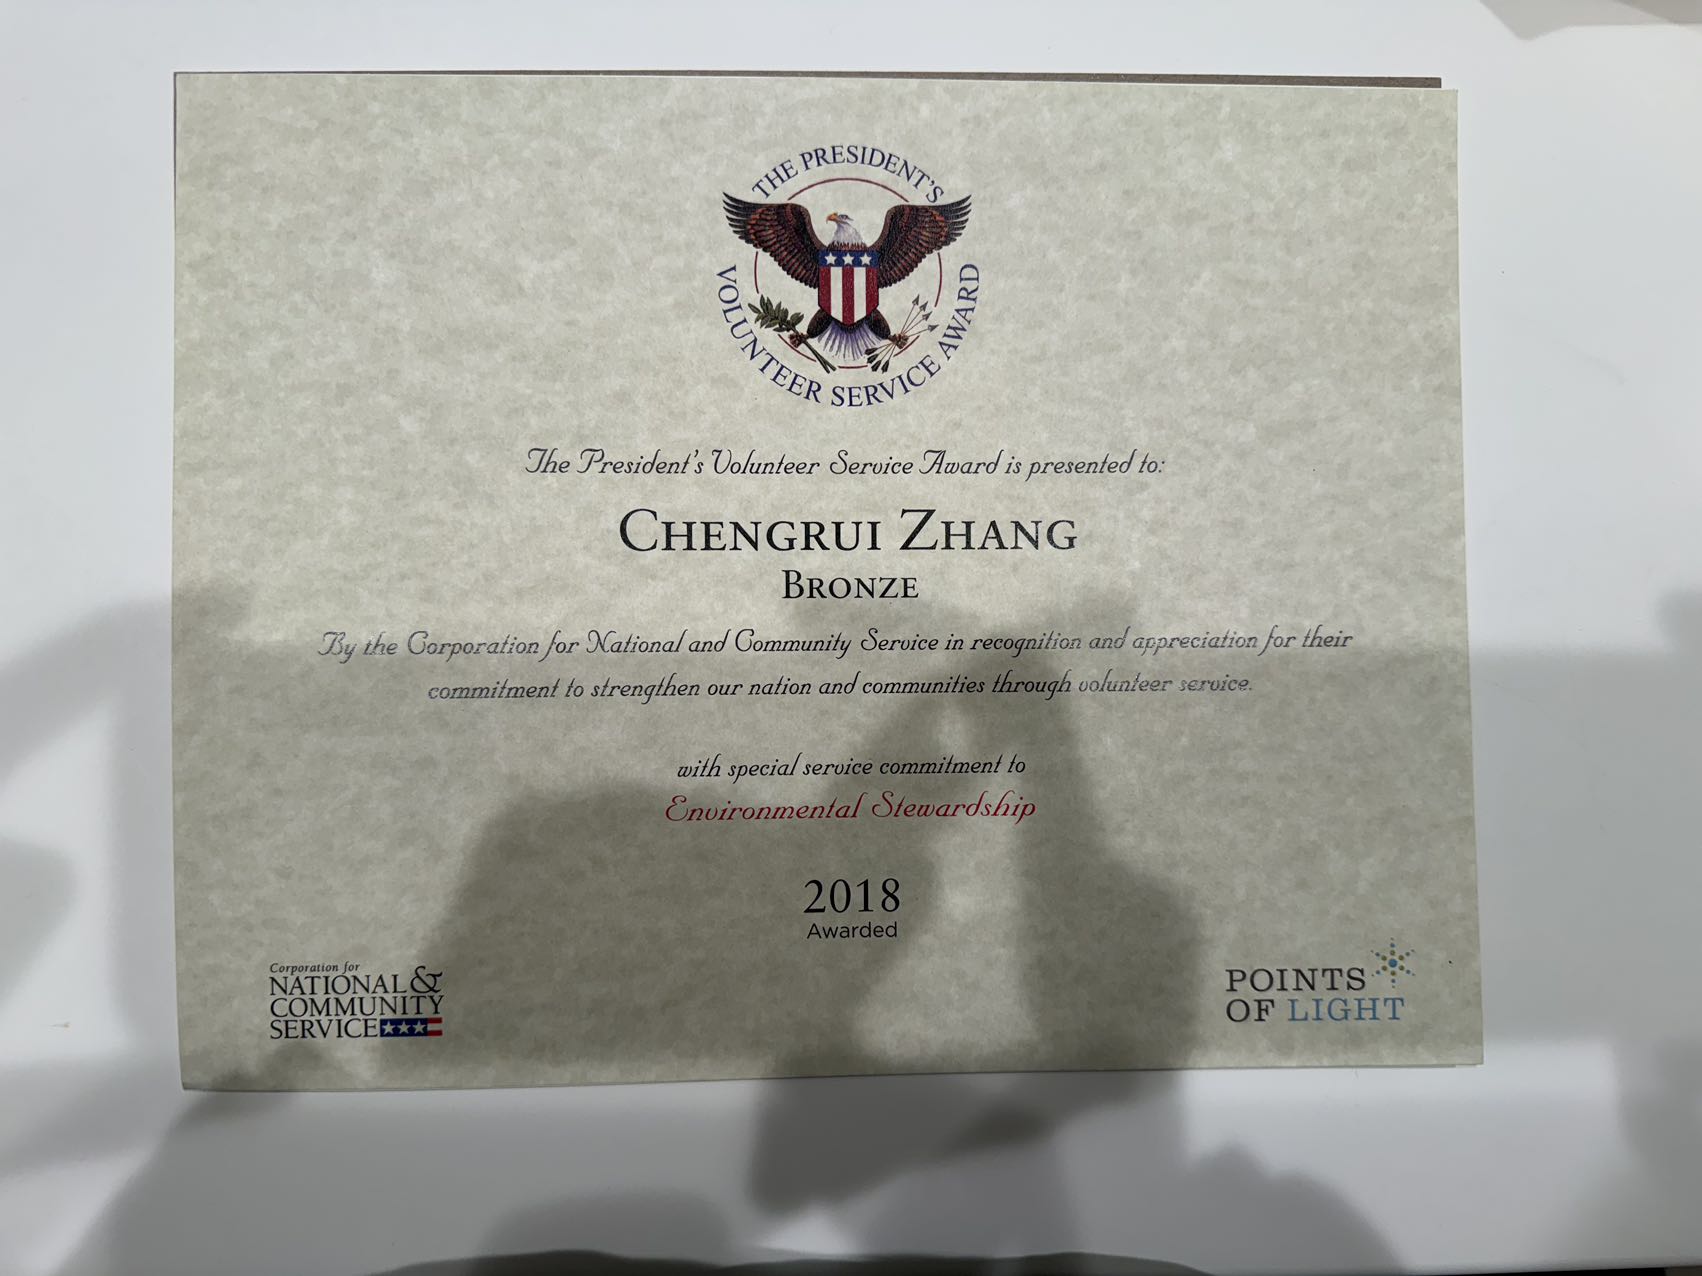 THE PRESIDENT'S
VOLUNTEER SERVICE AWARD
The President's Volunteer Service Award is presented to:
CHENGRUI ZHANG
BRONZE
By the Corporation for National and Community Service in recognition and appreciation for their
commitment to strengthen our nation and communities through volunteer service.
with special service commitment to
Environmental Stewardship
2018
Awarded
Corporation for
NATIONAL &
COMMUNITY
SERVICE
POINTS
OF LIGHT